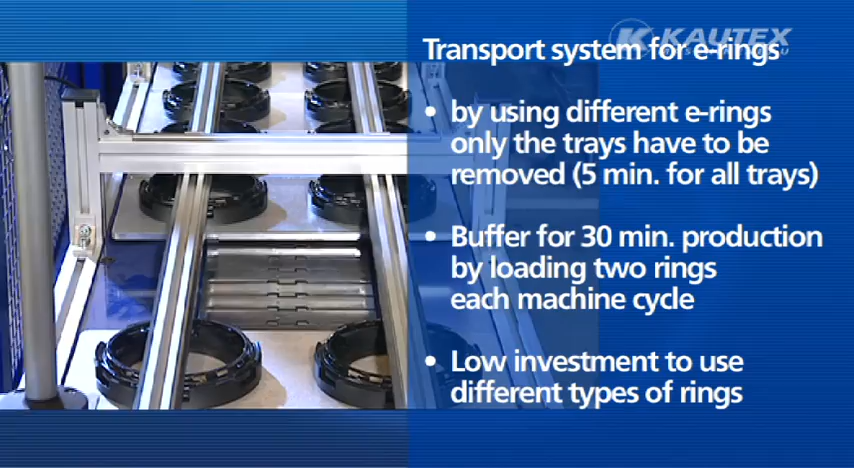 KAUTEX
Transport system for e-rings
• by using different e-rings
only the trays have to be
removed (5 min. for all trays)
• Buffer for 30 min. production
by loading two rings
each machine cycle
• Low investment to use
different types of rings